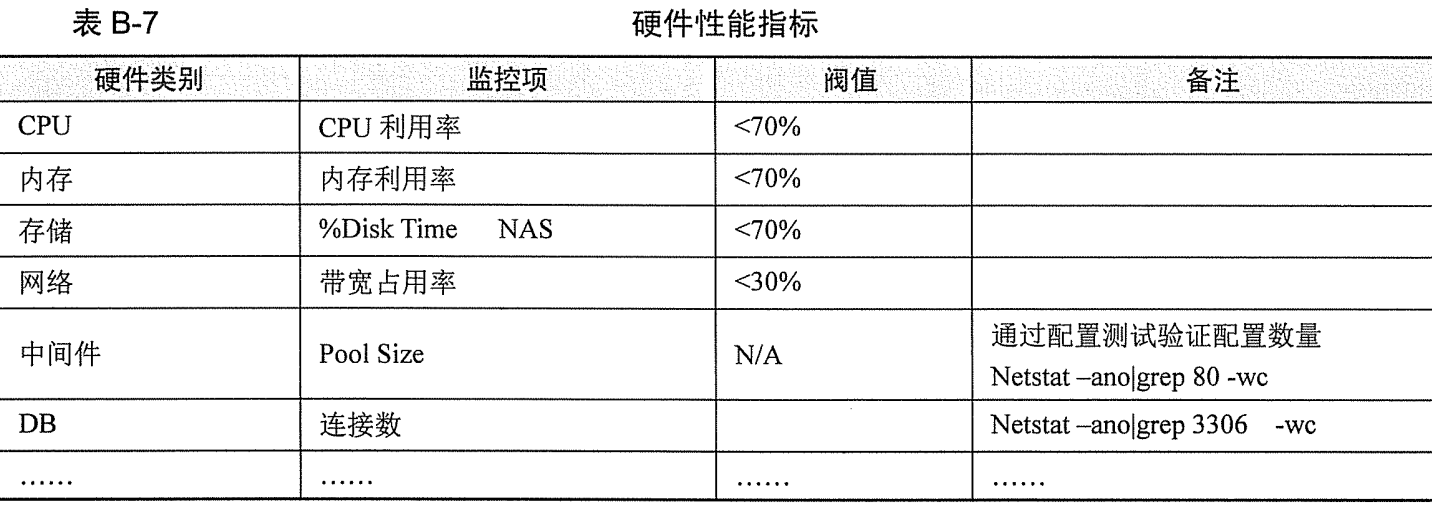 表 B-7 硬件性能指标
硬件类别 监控项 阀值 备注
CPU CPU 利用率 <70%
内存 内存利用率 <70%
存储 %Disk Time NAS <70%
网络 带宽占用率 <30%
中间件 Pool Size N/A 通过配置测试验证配置数量
Netstat –ano|grep 80 -wc
DB 连接数 Netstat –ano|grep 3306 -wc
…… …… …… ……